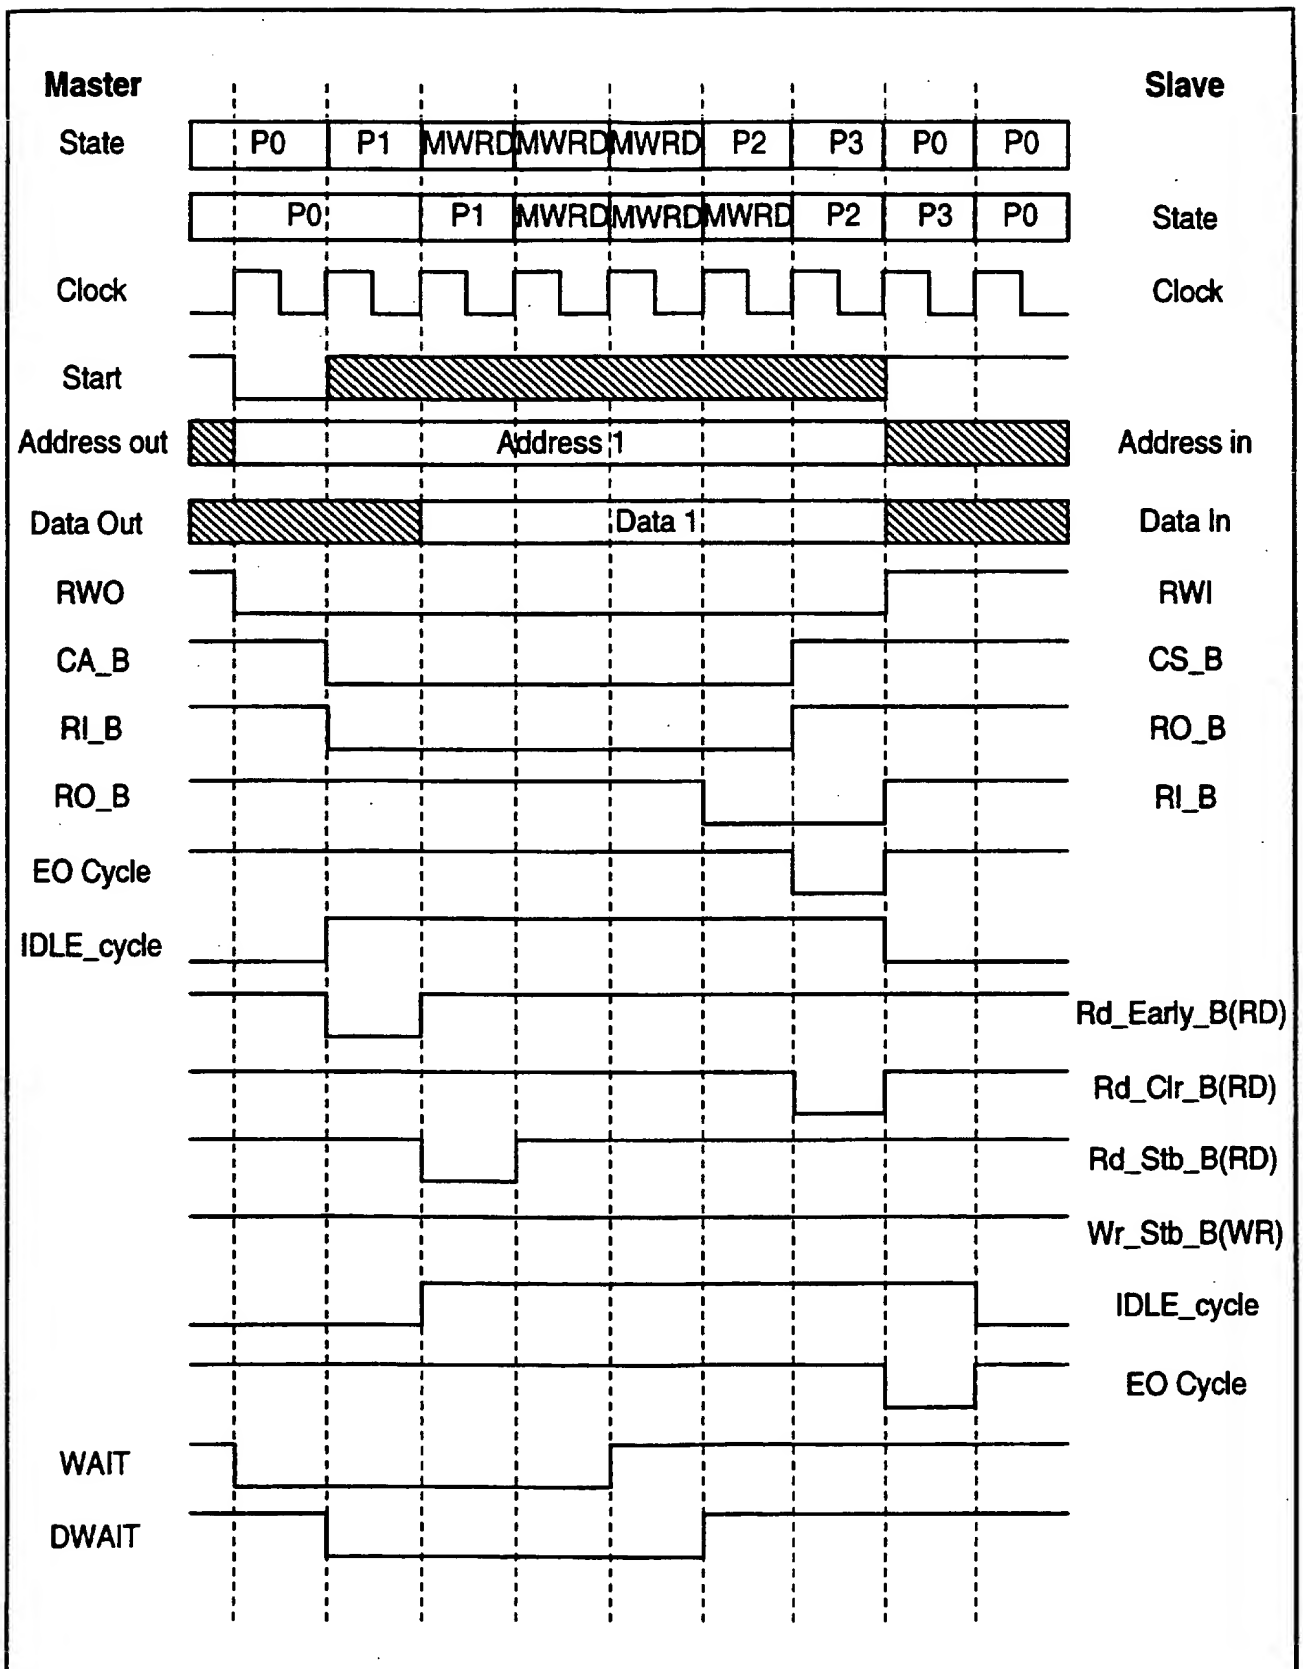 Master Slave
State P0 P1 MWRD MWRD MWRD P2 P3 P0 P0
P0 P1 MWRD MWRD MWRD P2 P3 P0 State
Clock Clock
Start
Address out Address 1 Address in
Data Out Data 1 Data In
RWO RWI
CA_B CS_B
RI_B RO_B
RO_B RI_B
EO Cycle
IDLE_cycle
Rd_Early_B(RD)
Rd_Clr_B(RD)
Rd_Stb_B(RD)
Wr_Stb_B(WR)
IDLE_cycle
EO Cycle
WAIT
DWAIT